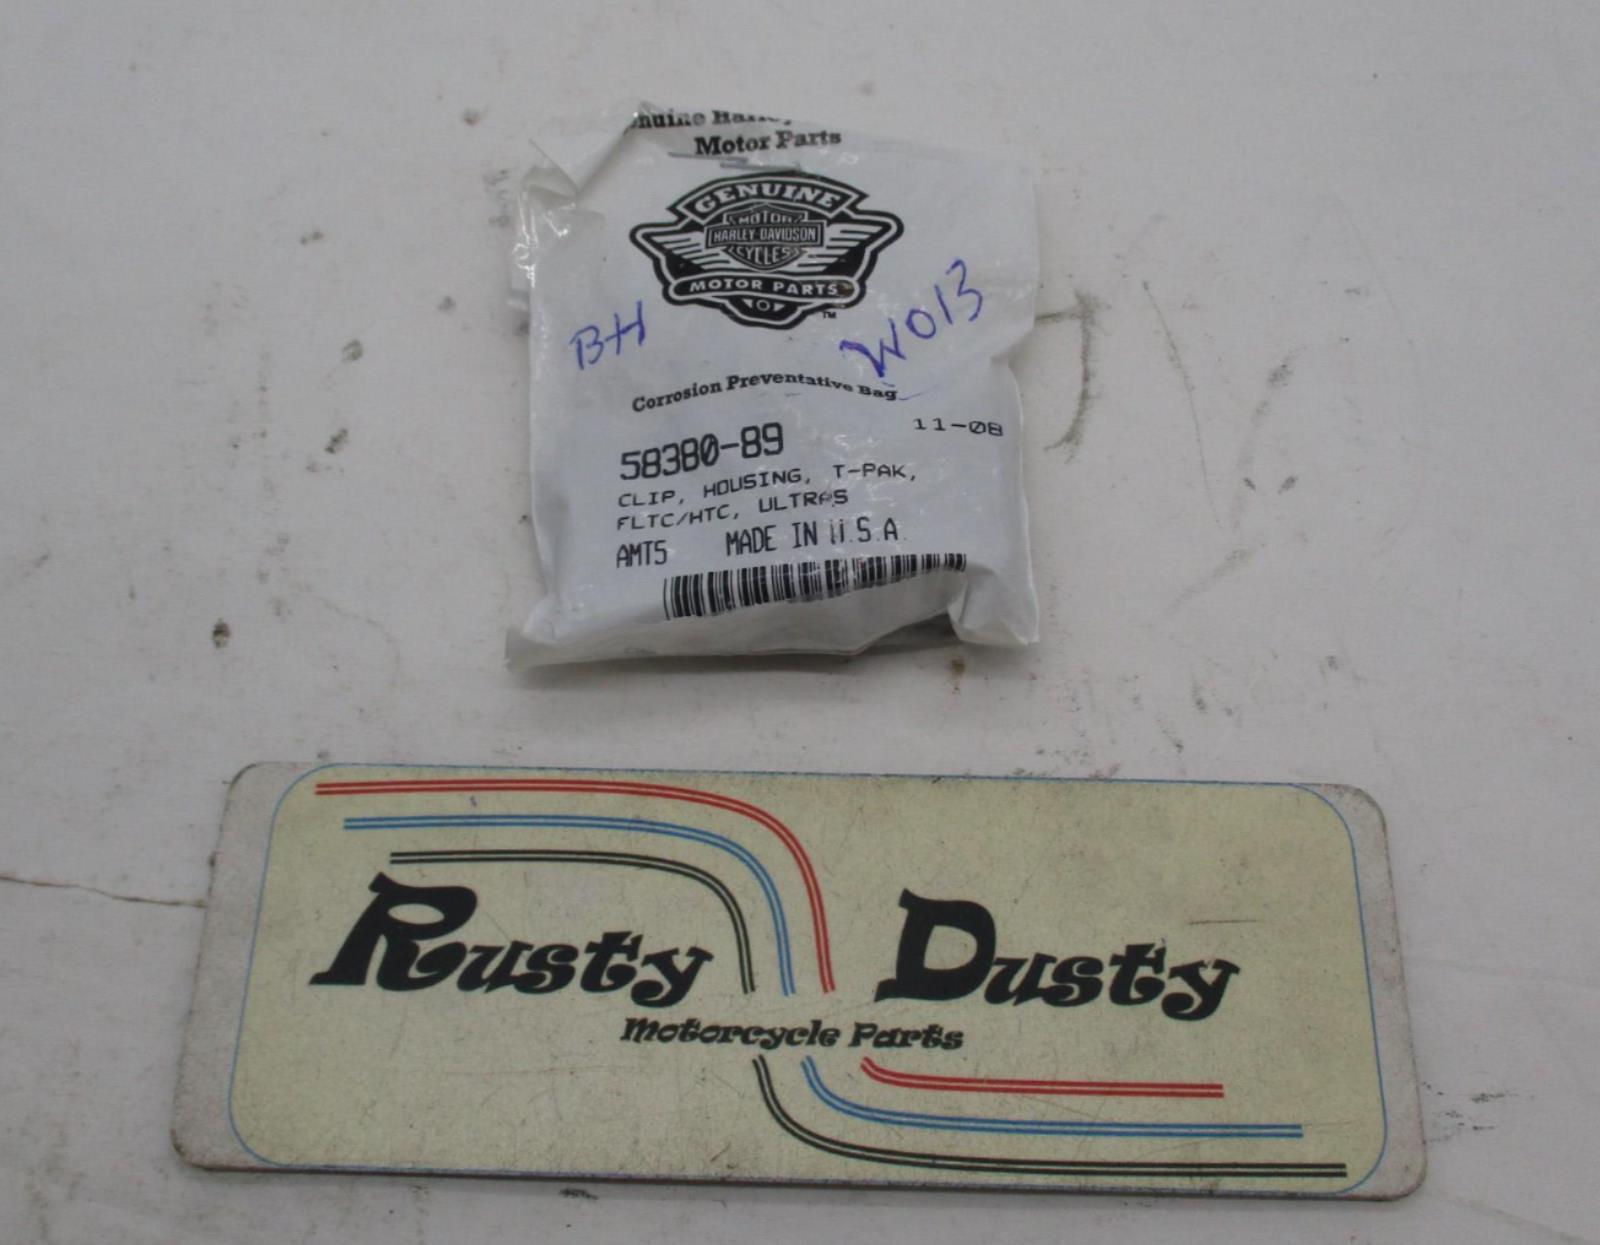 Motor Parts
GENUINE
MOTOR
HARLEY-DAVIDSON
CYCLES
MOTOR PARTS
TM
BH
W013
Corrosion Preventative Bag
11-08
58380-89
CLIP, HOUSING, T-PAK,
FLTC/HTC, ULTRAS
AMT5 MADE IN U.S.A.
Rusty Dusty
Motorcycle Parts